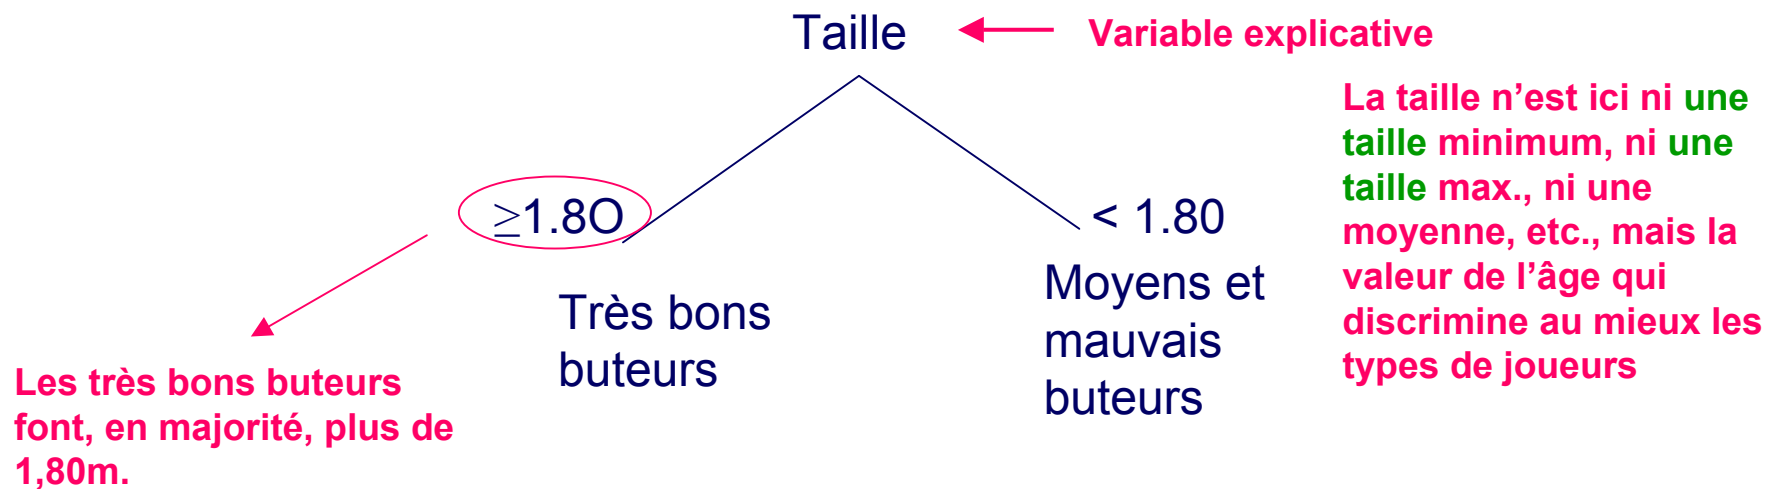 Taille
Variable explicative
La taille n’est ici ni une
taille minimum, ni une
taille max., ni une
moyenne, etc., mais la
valeur de l’âge qui
discrimine au mieux les
types de joueurs
≥1.8O
< 1.80
Très bons
buteurs
Moyens et
mauvais
buteurs
Les très bons buteurs
font, en majorité, plus de
1,80m.